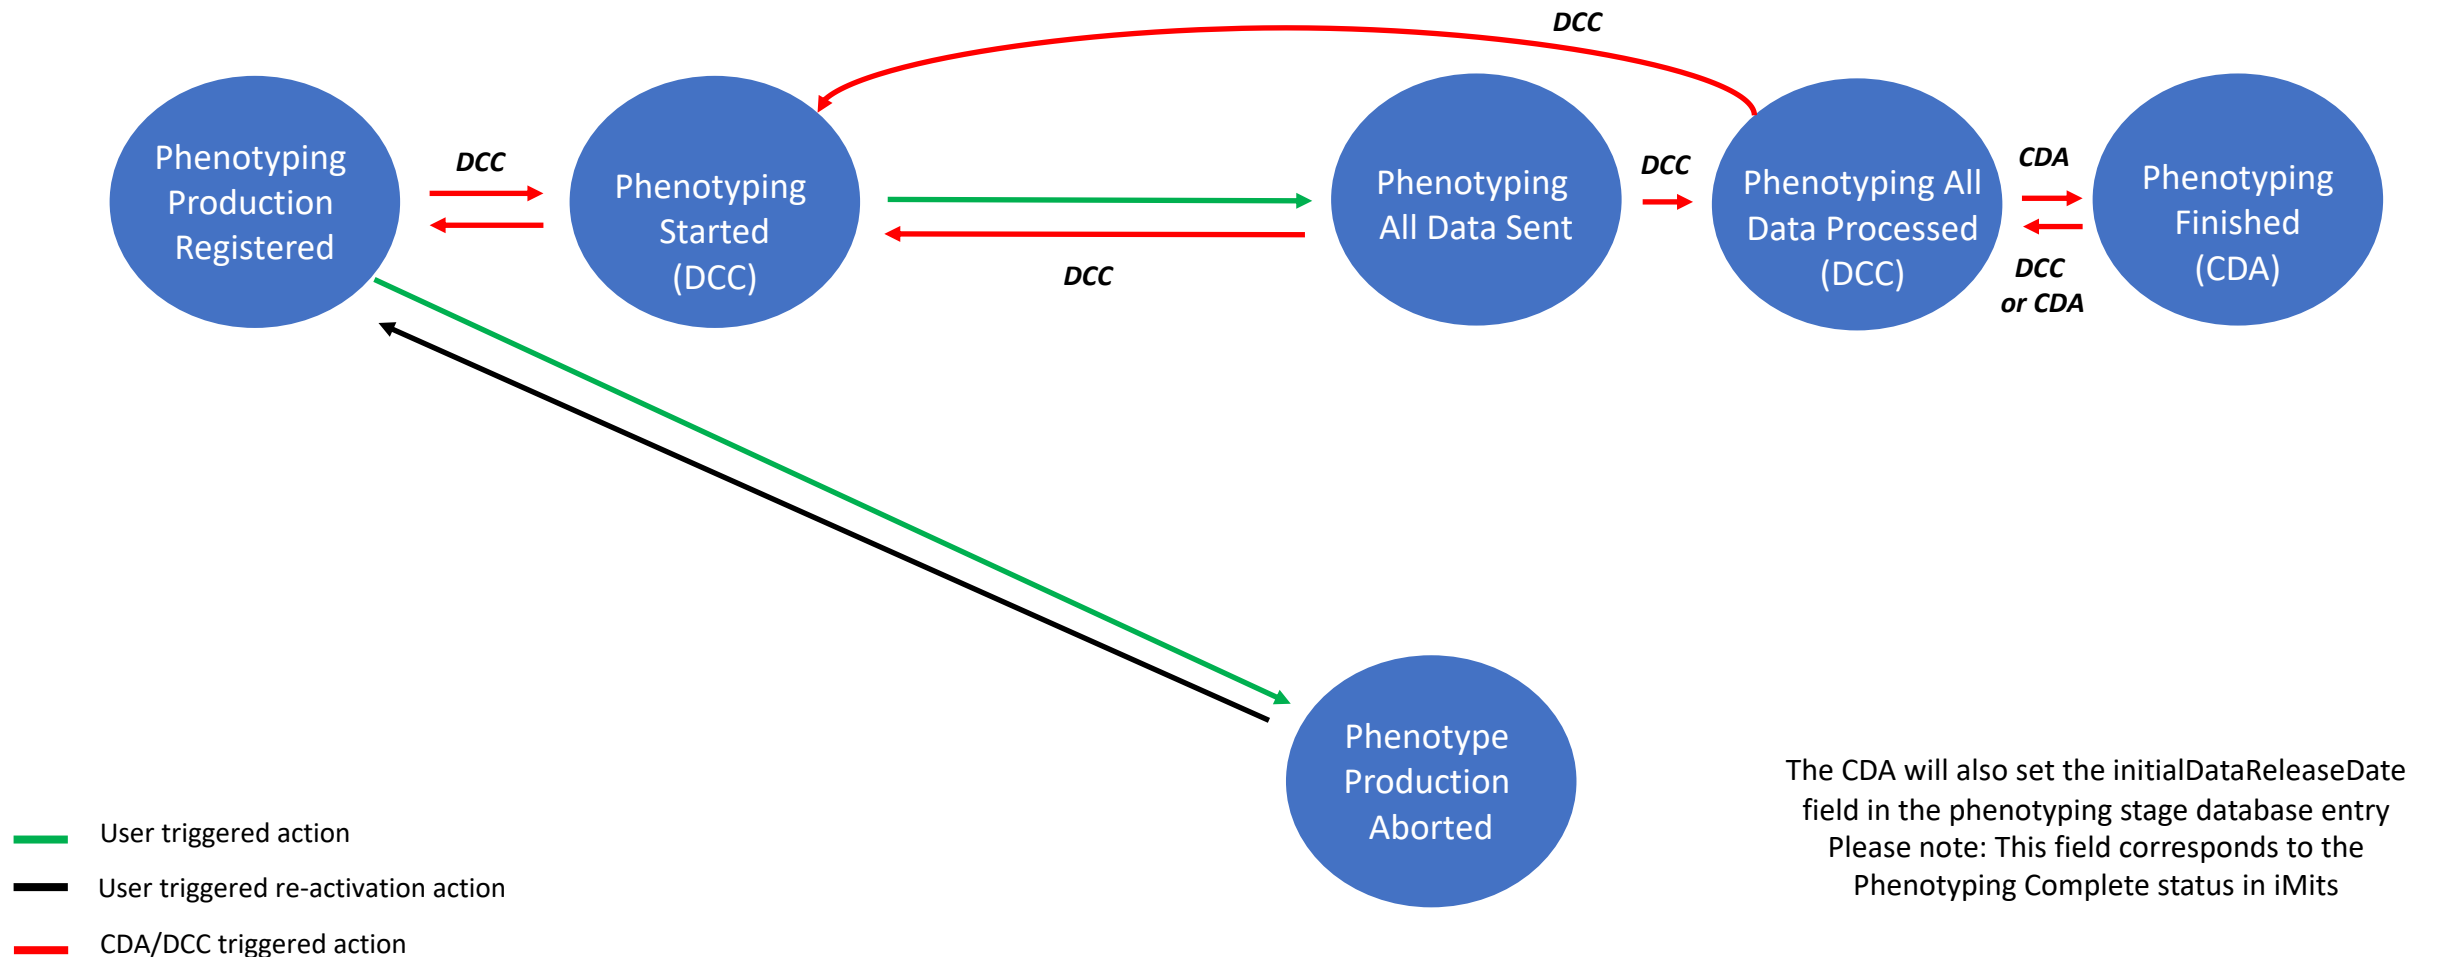 DCC
Phenotyping
Production
Registered
DCC
Phenotyping
Started
(DCC)
DCC
Phenotyping
All Data Sent
DCC
Phenotyping All
Data Processed
(DCC)
CDA
DCC
or CDA
Phenotyping
Finished
(CDA)
Phenotype
Production
Aborted
The CDA will also set the initialDataReleaseDate
field in the phenotyping stage database entry
Please note: This field corresponds to the
Phenotyping Complete status in iMits
User triggered action
User triggered re-activation action
CDA/DCC triggered action